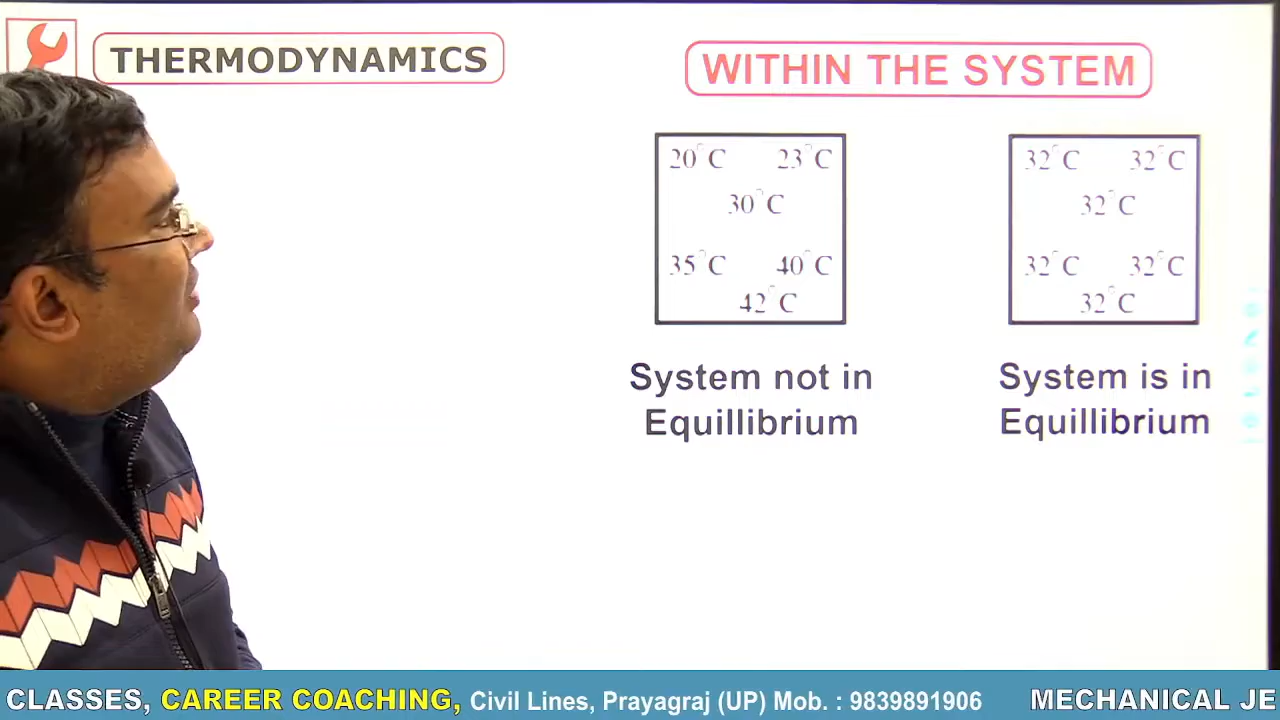 THERMODYNAMICS
WITHIN THE SYSTEM
20°C 23°C
30°C
35°C 40°C
42°C
System not in
Equillibrium
32°C 32°C
32°C
32°C 32°C
32°C
System is in
Equillibrium
CLASSES, CAREER COACHING, Civil Lines, Prayagraj (UP) Mob. : 9839891906 MECHANICAL JE